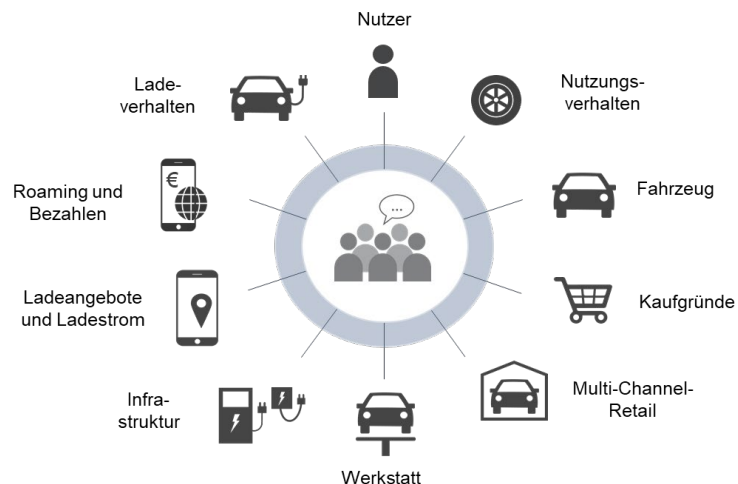 Nutzer
Nutzungs-
verhalten
Fahrzeug
Kaufgründe
Multi-Channel-
Retail
Werkstatt
Infra-
struktur
Ladeangebote
und Ladestrom
Roaming und
Bezahlen
€
Lade-
verhalten
...